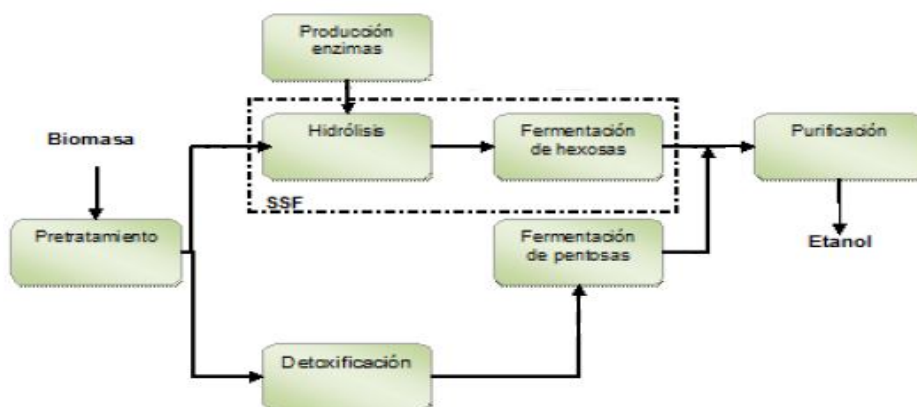 Producción
enzimas
Biomasa
Hidrólisis
Fermentación
de hexosas
Purificación
SSF
Pretratamiento
Fermentación
de pentosas
Etanol
Detoxificación